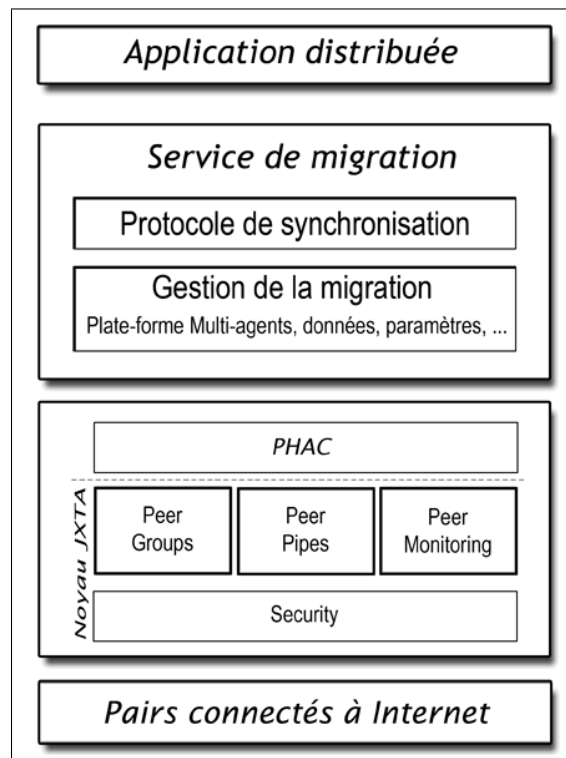 Application distribuée
Service de migration
Protocole de synchronisation
Gestion de la migration
Plate-forme Multi-agents, données, paramètres, ...
PHAC
Noyau JXTA
Peer
Groups
Peer
Pipes
Peer
Monitoring
Security
Pairs connectés à Internet